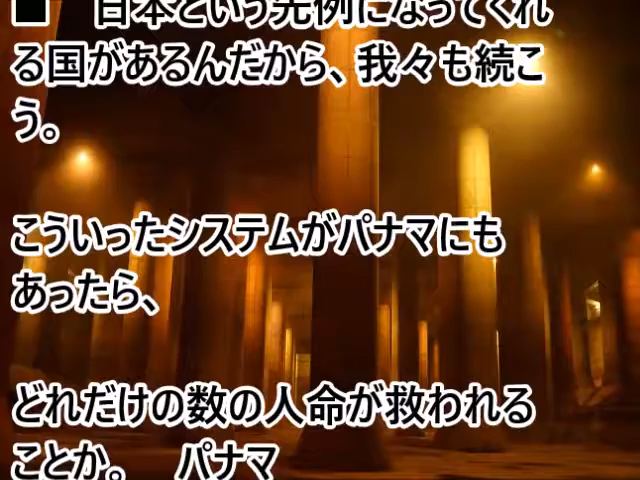 ■　日本という先例になってくれ
る国があるんだから、我々も続こ
う。
こういったシステムがパナマにも
あったら、
どれだけの数の人命が救われる
ことか。　パナマ